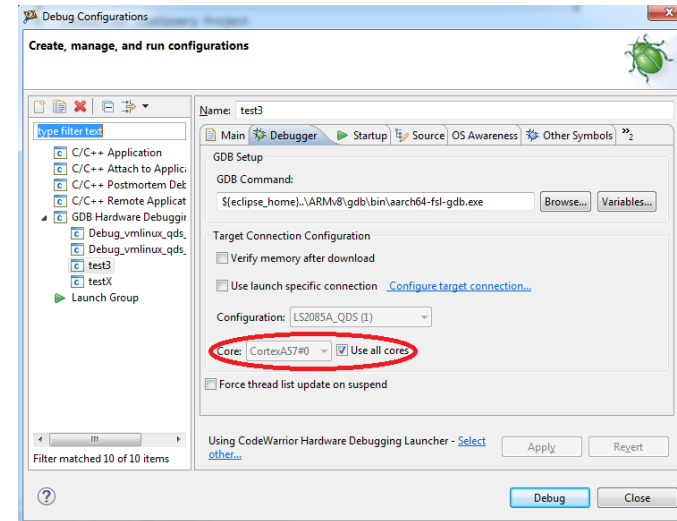 Debug Configurations
Create, manage, and run configurations
type filter text
C/C++ Application
C/C++ Attach to Applica
C/C++ Postmortem Deb
C/C++ Remote Applicat
GDB Hardware Debuggin
Debug_vmlinux_qds_
Debug_vmlinux_qds_
test3
testX
Launch Group
Filter matched 10 of 10 items
Name: test3
Main Debugger Startup Source OS Awareness Other Symbols »2
GDB Setup
GDB Command:
${eclipse_home}..\ARMv8\gdb\bin\aarch64-fsl-gdb.exe Browse... Variables...
Target Connection Configuration
Verify memory after download
Use launch specific connection Configure target connection...
Configuration: LS2085A_QDS (1)
Core: CortexA57#0 Use all cores
Force thread list update on suspend
Using CodeWarrior Hardware Debugging Launcher - Select
other...
Apply Revert
Debug Close